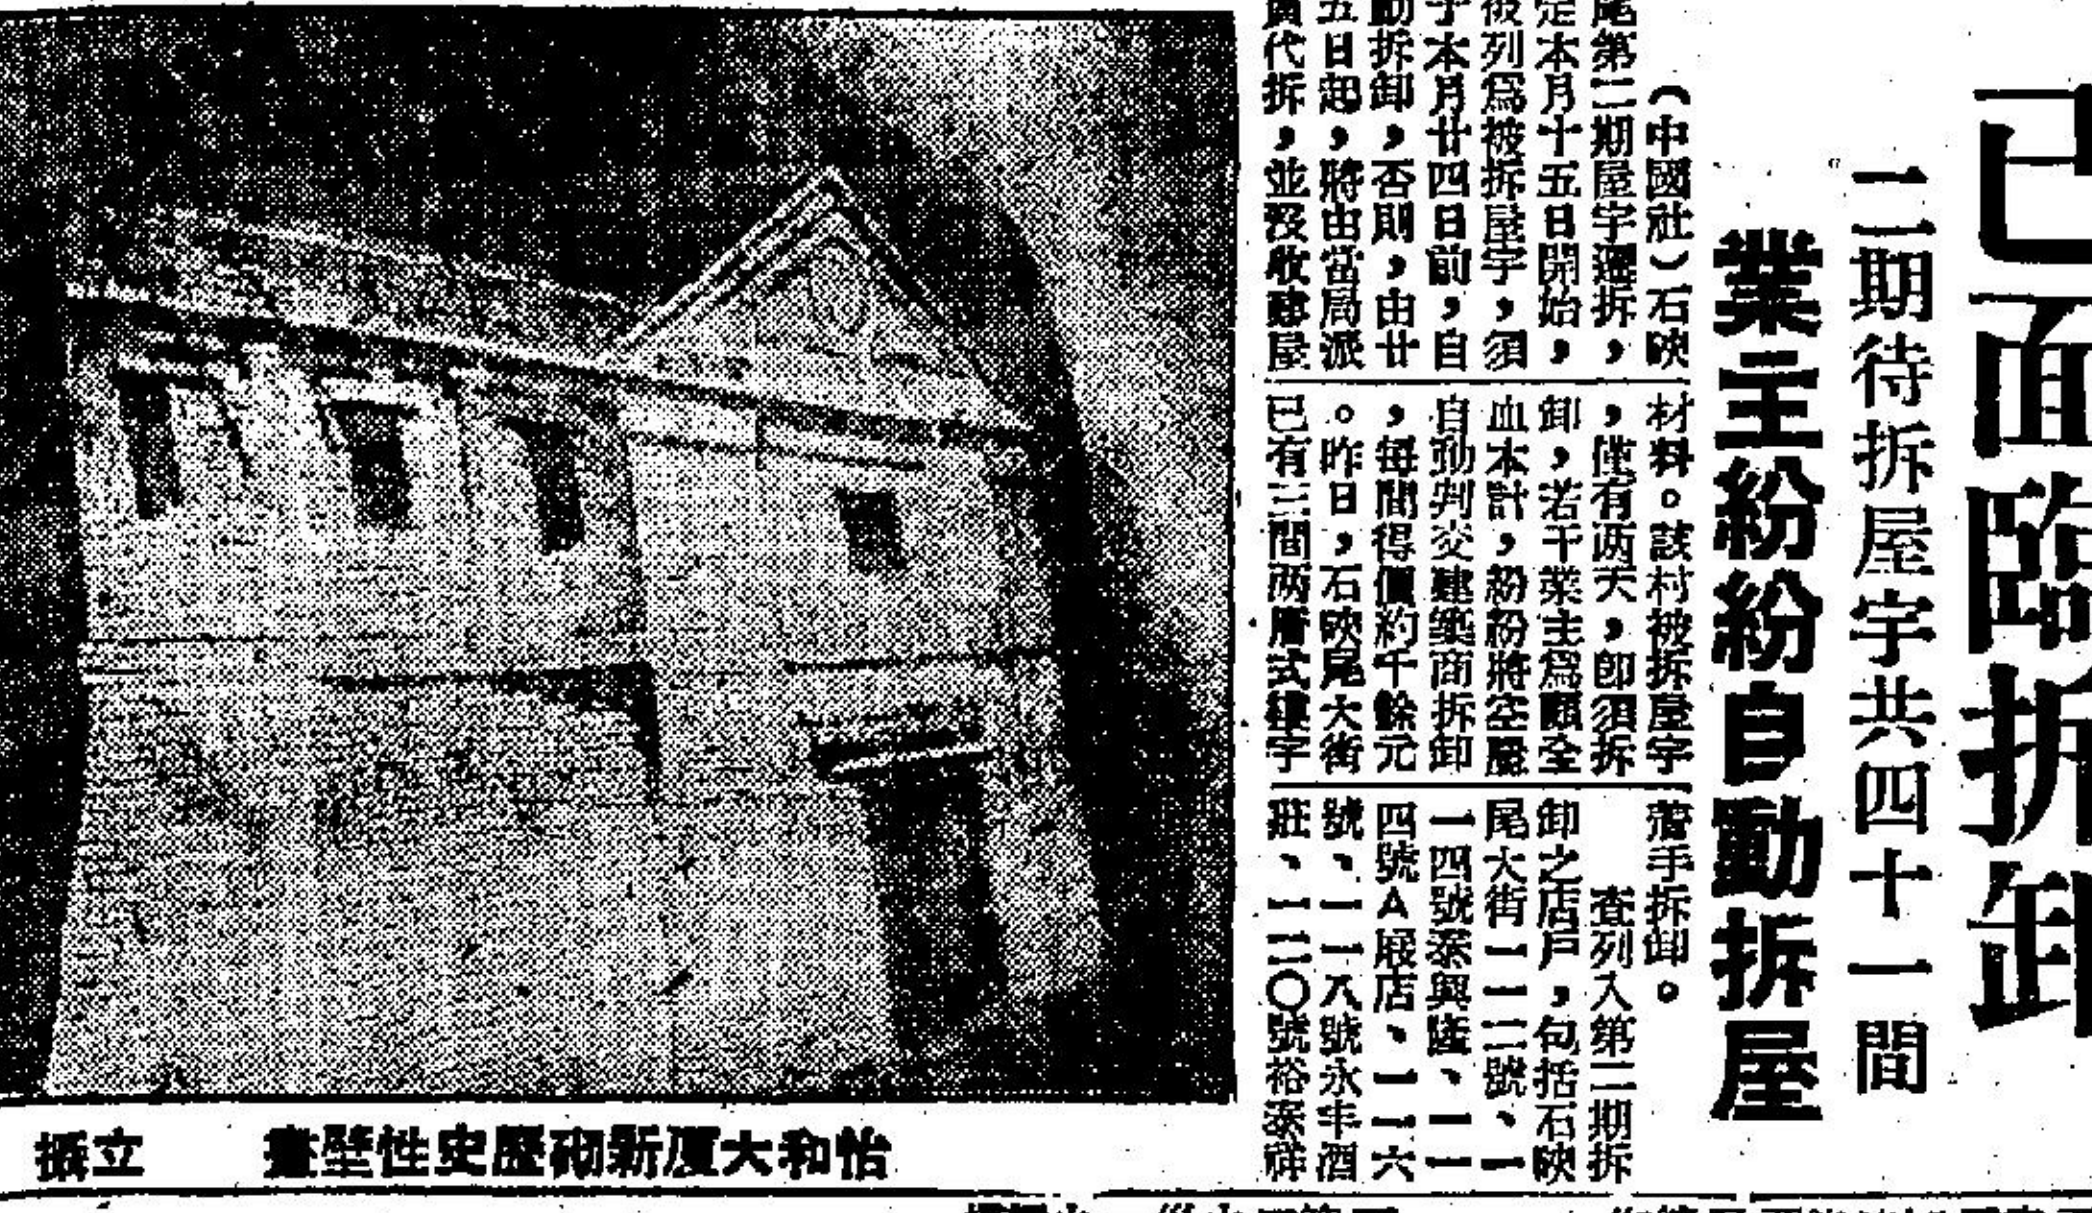 已面臨拆卸
二期待拆屋宇共四十一間
業主紛紛自動拆屋
（中國社）石硤
尾第二期屋宇遷拆，
定本月十五日開始，
後列爲被拆屋宇，須
于本月廿四日前，自
動拆卸，否則，由廿
五日起，將由當局派
員代拆，並沒收建屋
材料。該村被拆屋宇
，僅有两天，卽須拆
卸，若干業主爲顧全
血本計，紛紛將空屋
自動判交建築商拆卸
，每間得價約千餘元
。昨日，石硤尾大街
已有三間两層式樓宇
着手拆卸。
查列入第二期拆
卸之店戶，包括石硤
尾大街一一二號、一
一四號泰興隆、一一
四號A屐店、一一六
號、一一八號永丰酒
莊、一二〇號裕泰祥
怡和大厦新砌歷史性壁畫　立攝